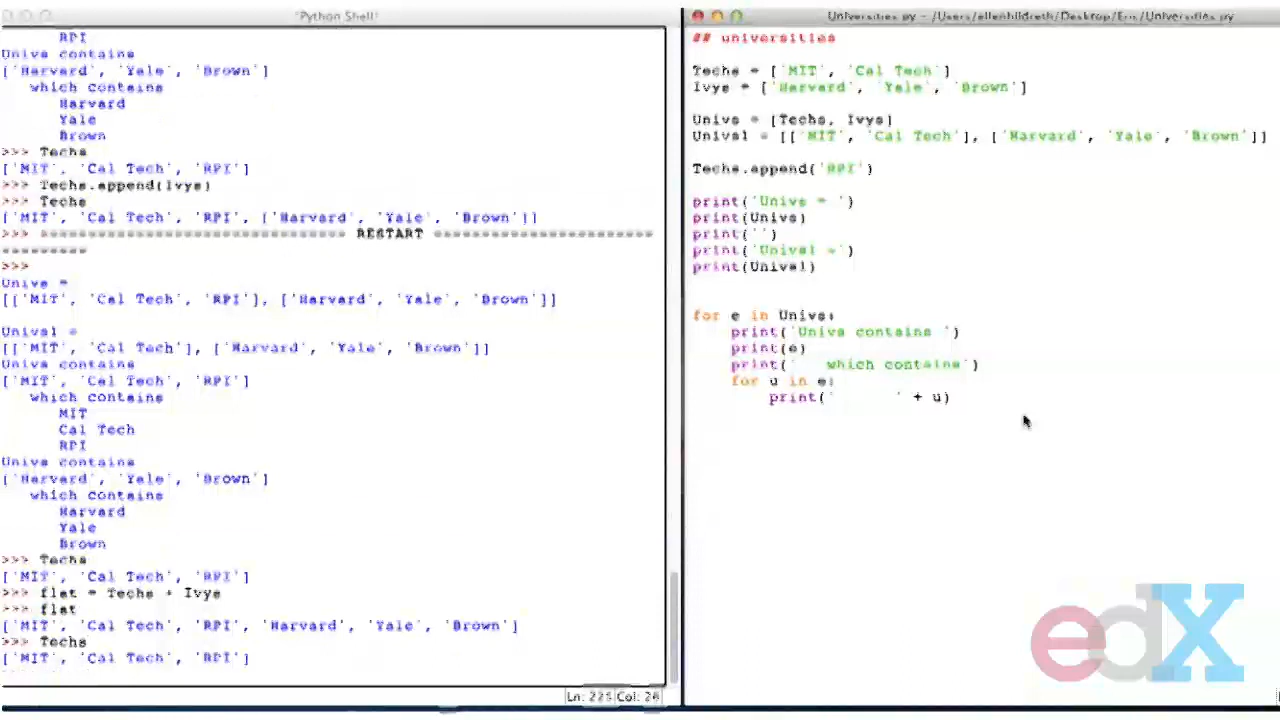 *Python Shell*
RPI
Univs contains
['Harvard', 'Yale', 'Brown']
which contains
Harvard
Yale
Brown
>>> Techs
['MIT', 'Cal Tech', 'RPI']
>>> Techs.append(Ivys)
>>> Techs
['MIT', 'Cal Tech', 'RPI', ['Harvard', 'Yale', 'Brown']]
>>> ================================ RESTART =======================
=========
>>>
Univs =
[['MIT', 'Cal Tech', 'RPI'], ['Harvard', 'Yale', 'Brown']]
Univs1 =
[['MIT', 'Cal Tech'], ['Harvard', 'Yale', 'Brown']]
Univs contains
['MIT', 'Cal Tech', 'RPI']
which contains
MIT
Cal Tech
RPI
Univs contains
['Harvard', 'Yale', 'Brown']
which contains
Harvard
Yale
Brown
>>> Techs
['MIT', 'Cal Tech', 'RPI']
>>> flat = Techs + Ivys
>>> flat
['MIT', 'Cal Tech', 'RPI', 'Harvard', 'Yale', 'Brown']
>>> Techs
['MIT', 'Cal Tech', 'RPI']
Ln: 225 Col: 26
Universities.py - /Users/ellenhildreth/Desktop/Eric/Universities.py
## universities
Techs = ['MIT', 'Cal Tech']
Ivys = ['Harvard', 'Yale', 'Brown']
Univs = [Techs, Ivys]
Univs1 = [['MIT', 'Cal Tech'], ['Harvard', 'Yale', 'Brown']]
Techs.append('RPI')
print('Univs = ')
print(Univs)
print('')
print('Univs1 =')
print(Univs1)
for e in Univs:
print('Univs contains ')
print(e)
print('   which contains')
for u in e:
print('      ' + u)
edX